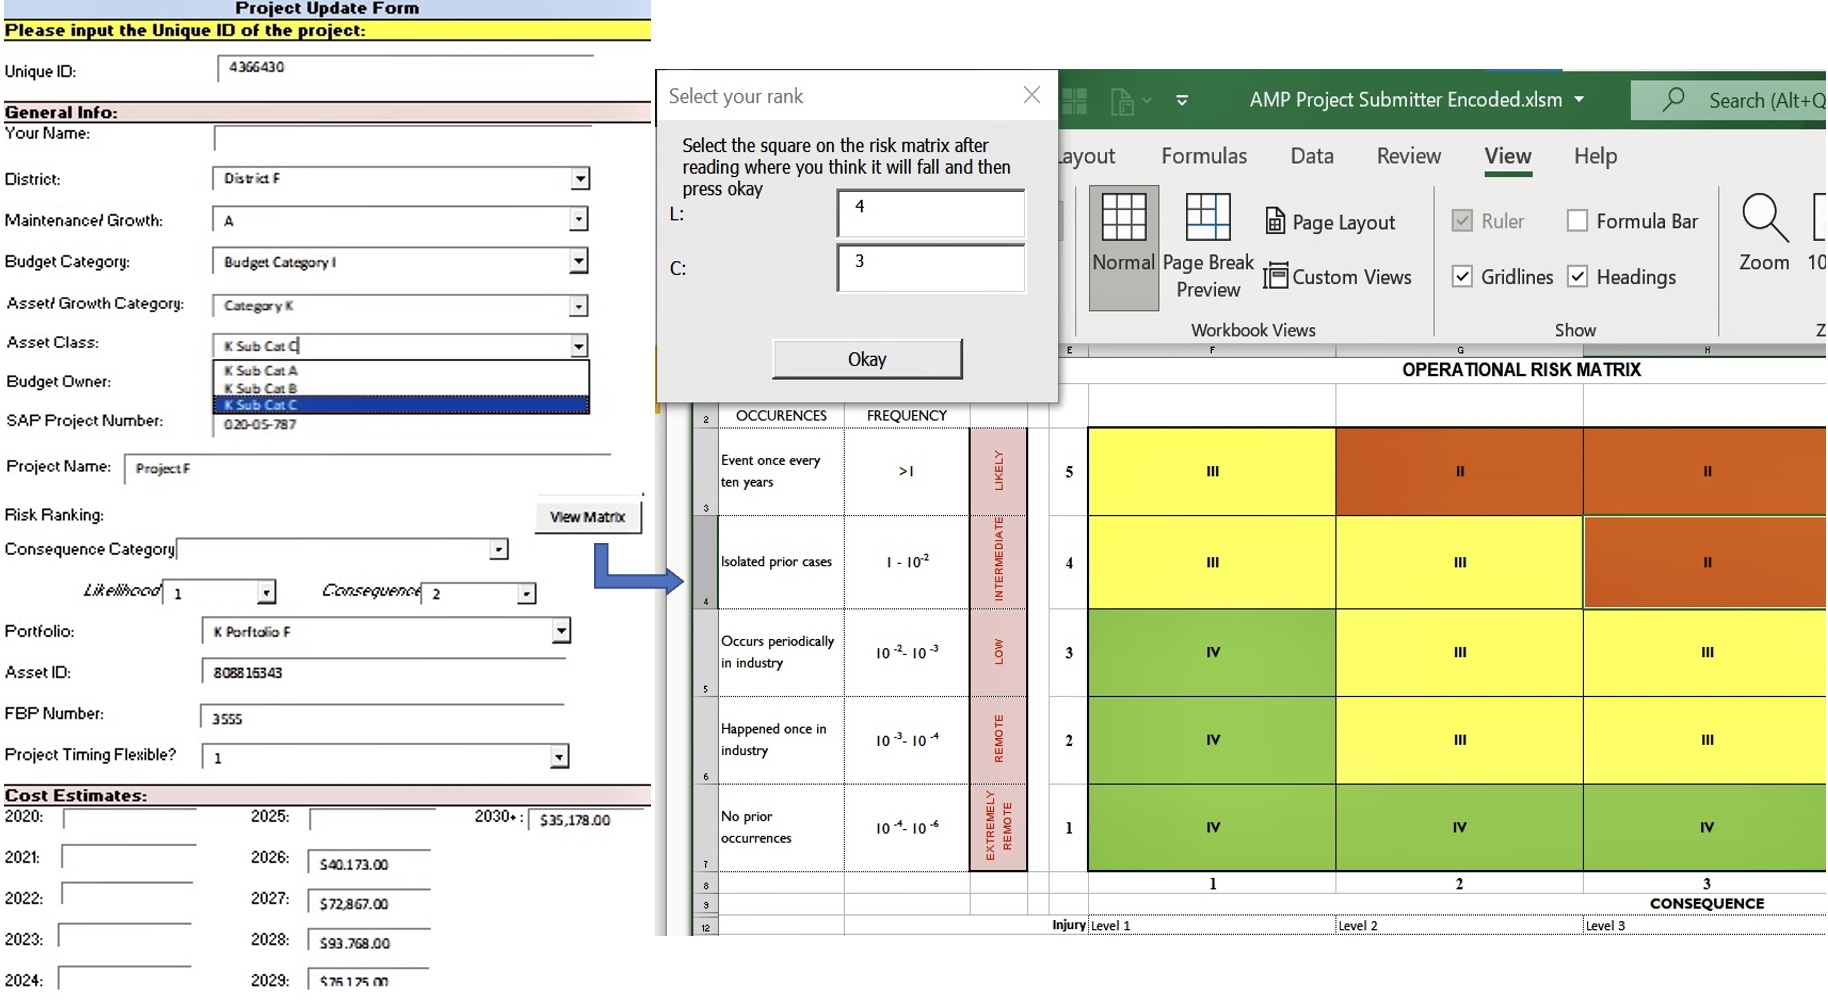 Project Update Form
Please input the Unique ID of the project:
Unique ID: 4366430
General Info:
Your Name:
District: District F
Maintenance/ Growth: A
Budget Category: Budget Category I
Asset/ Growth Category: Category K
Asset Class: K Sub Cat C
K Sub Cat A
K Sub Cat B
Budget Owner:
K Sub Cat C
SAP Project Number: 020-05-787
Project Name: Project F
Risk Ranking:
View Matrix
Consequence Category
Likelihood 1 Consequence 2
Portfolio: K Porftolio F
Asset ID: 808816343
FBP Number: 3555
Project Timing Flexible? 1
Cost Estimates:
2020: 2025: 2030+: $35,178.00
2021: 2026: $40,173.00
2022: 2027: $72,867.00
2023: 2028: $93,768.00
2024: 2029: $76,125.00
Select your rank
Select the square on the risk matrix after
reading where you think it will fall and then
press okay
L: 4
C: 3
Okay
AMP Project Submitter Encoded.xlsm
Search (Alt+Q
Layout Formulas Data Review View Help
Normal
Page Break
Preview
Page Layout
Custom Views
Workbook Views
Ruler
Formula Bar
Gridlines
Headings
Show
Zoom
10
Z
E F G H
OPERATIONAL RISK MATRIX
2 OCCURENCES FREQUENCY
3 Event once every
ten years >1 LIKELY 5 III II II
4 Isolated prior cases 1 - 10-2 INTERMEDIATE 4 III III II
5 Occurs periodically
in industry 10 -2- 10 -3 LOW 3 IV III III
6 Happened once in
industry 10 -3- 10 -4 REMOTE 2 IV III III
7 No prior
occurrences 10 -4- 10 -6 EXTREMELY
REMOTE 1 IV IV IV
8 1 2 3
9 CONSEQUENCE
12 Injury Level 1 Level 2 Level 3